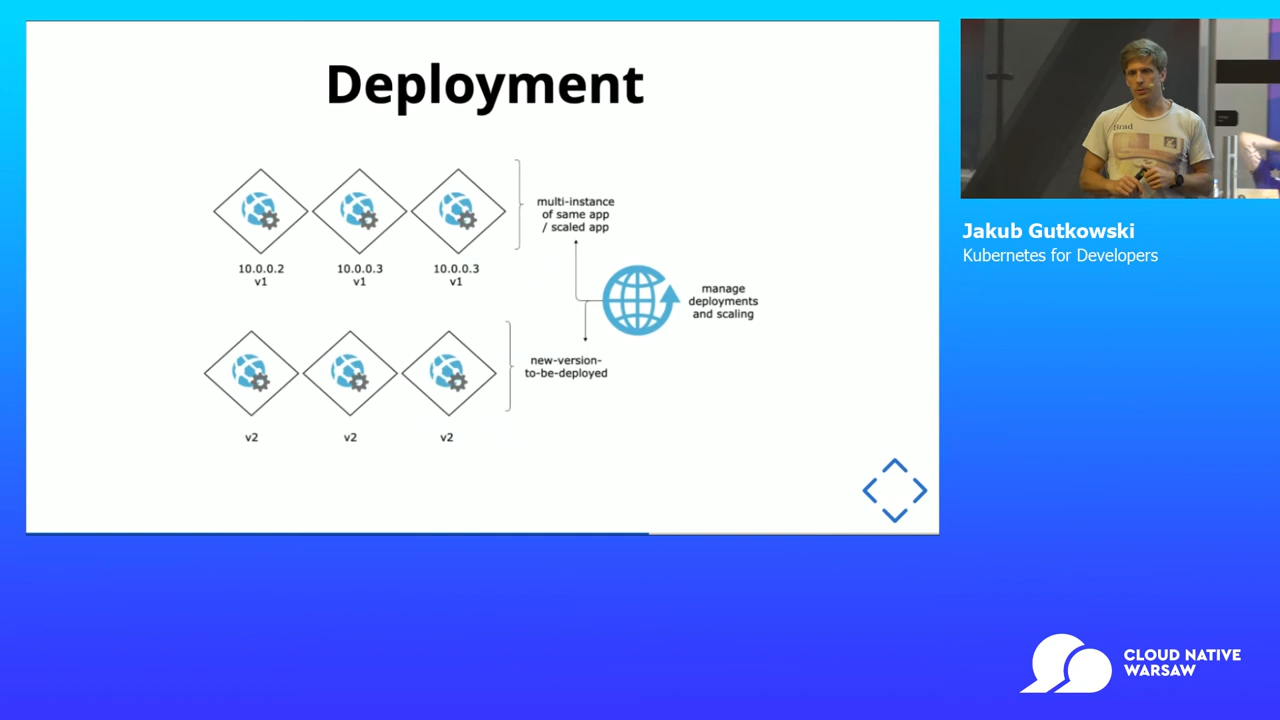 Deployment
multi-instance
of same app
/ scaled app
10.0.0.2
v1
10.0.0.3
v1
10.0.0.3
v1
manage
deployments
and scaling
new-version-
to-be-deployed
v2
v2
v2
Brad
Jakub Gutkowski
Kubernetes for Developers
CLOUD NATIVE
WARSAW